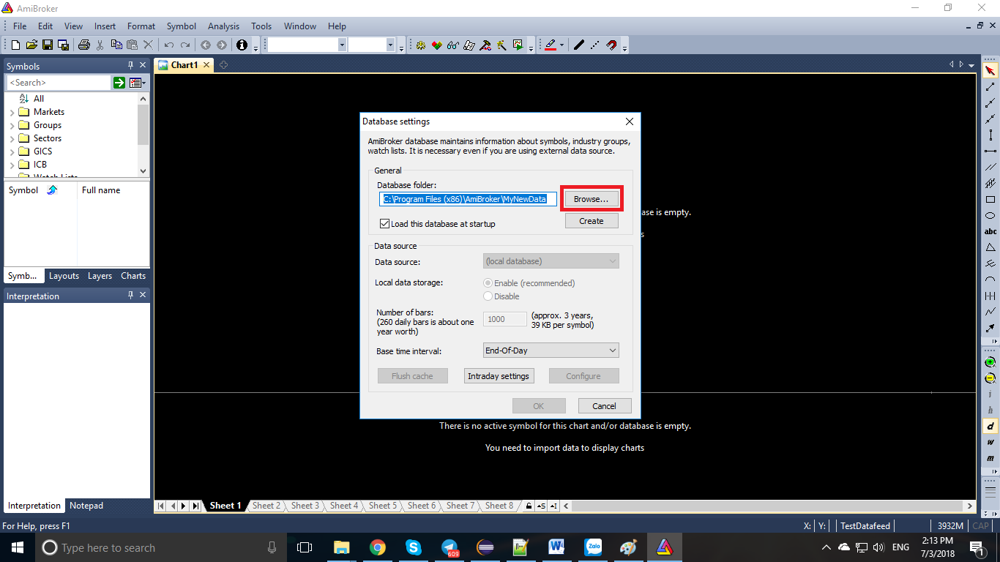 AmiBroker
File Edit View Insert Format Symbol Analysis Tools Window Help
Symbols
Chart1
<Search>
All
Markets
Groups
Sectors
GICS
ICB
Symbol Full name
Symb... Layouts Layers Charts
Interpretation
Interpretation Notepad
Database settings
AmiBroker database maintains information about symbols, industry groups,
watch lists. It is necessary even if you are using external data source.
General
Database folder:
C:\Program Files (x86)\AmiBroker\MyNewData
Browse...
Load this database at startup
Create
Data source
Data source: (local database)
Local data storage: Enable (recommended)
Disable
Number of bars:
(260 daily bars is about one
year worth)
1000
(approx. 3 years,
39 KB per symbol)
Base time interval: End-Of-Day
Flush cache Intraday settings Configure
OK Cancel
ase is empty.
s
There is no active symbol for this chart and/or database is empty.
You need to import data to display charts
abc
i
h
d
w
m
Sheet 1 Sheet 2 Sheet 3 Sheet 4 Sheet 5 Sheet 6 Sheet 7 Sheet 8 S I
For Help, press F1
X: Y: TestDatafeed 3932M CAP
Type here to search
609
Zalo
ENG
2:13 PM
7/3/2018
1